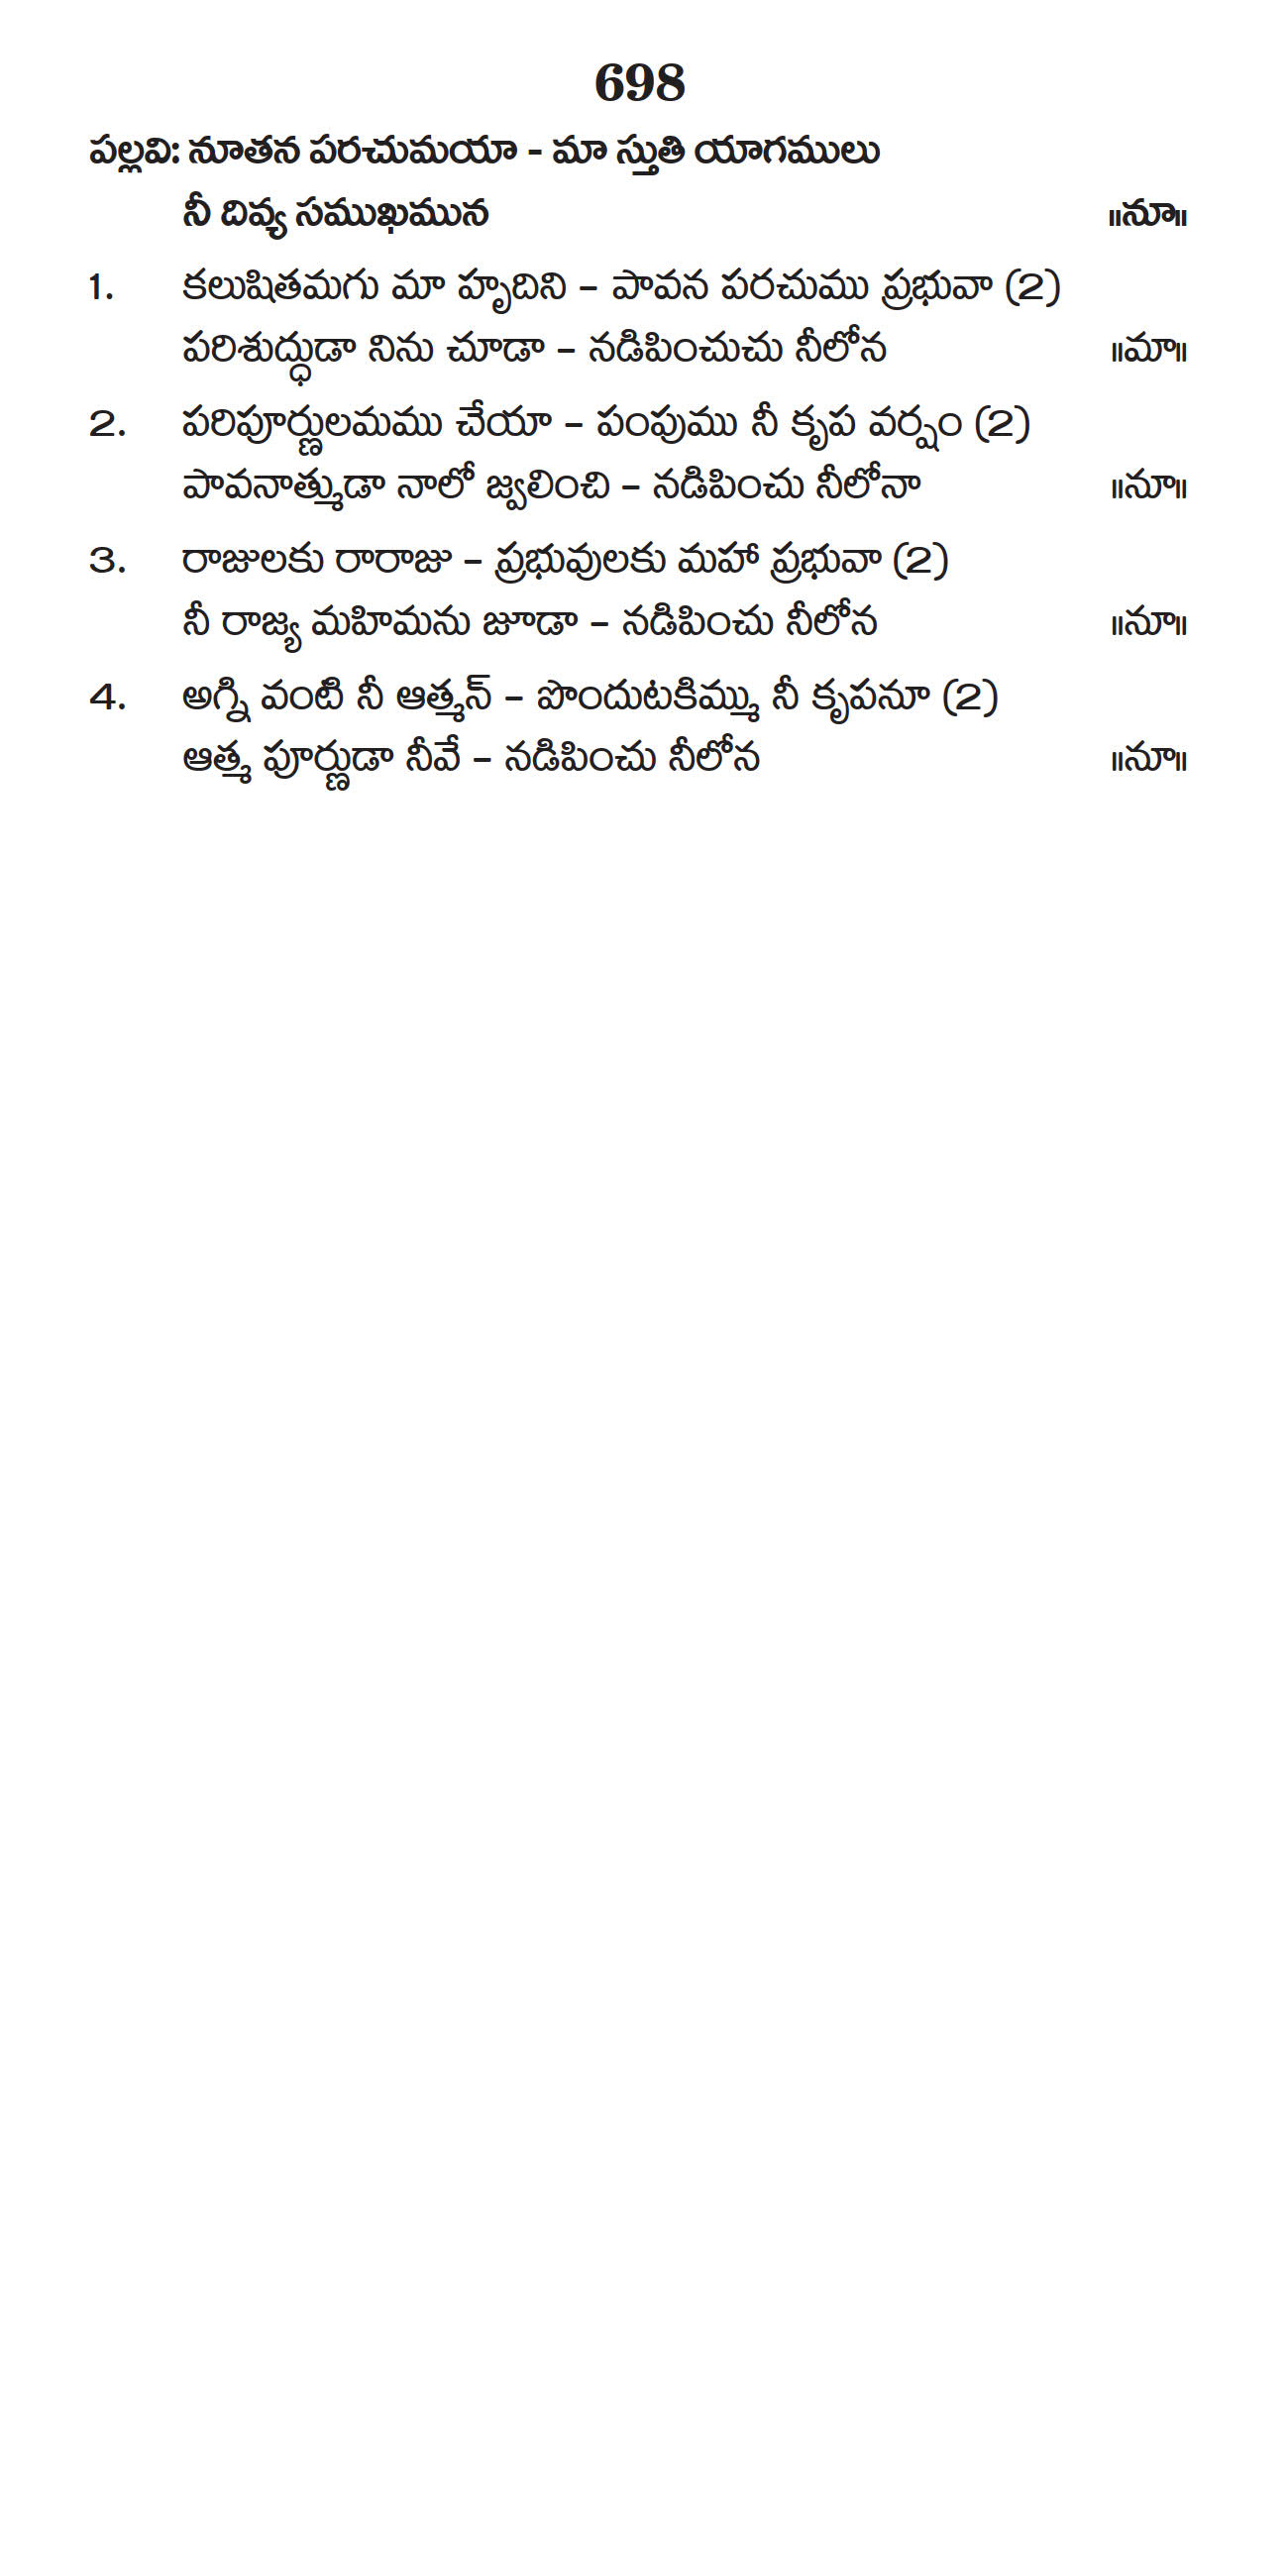 698
పల్లవి: నూతన పరచుమయా - మా స్తుతి యాగములు
నీ దివ్య సముఖమున ॥నూ॥
1. కలుషితమగు మా హృదిని – పావన పరచుము ప్రభువా (2)
పరిశుద్ధుడా నిను చూడా – నడిపించుచు నీలోన ॥మా॥
2. పరిపూర్ణులమము చేయా – పంపుము నీ కృప వర్షం (2)
పావనాత్ముడా నాలో జ్వలించి – నడిపించు నీలోనా ॥నూ॥
3. రాజులకు రారాజు – ప్రభువులకు మహా ప్రభువా (2)
నీ రాజ్య మహిమను జూడా – నడిపించు నీలోన ॥నూ॥
4. అగ్ని వంటి నీ ఆత్మన్ – పొందుటకిమ్ము నీ కృపనూ (2)
ఆత్మ పూర్ణుడా నీవే – నడిపించు నీలోన ॥నూ॥